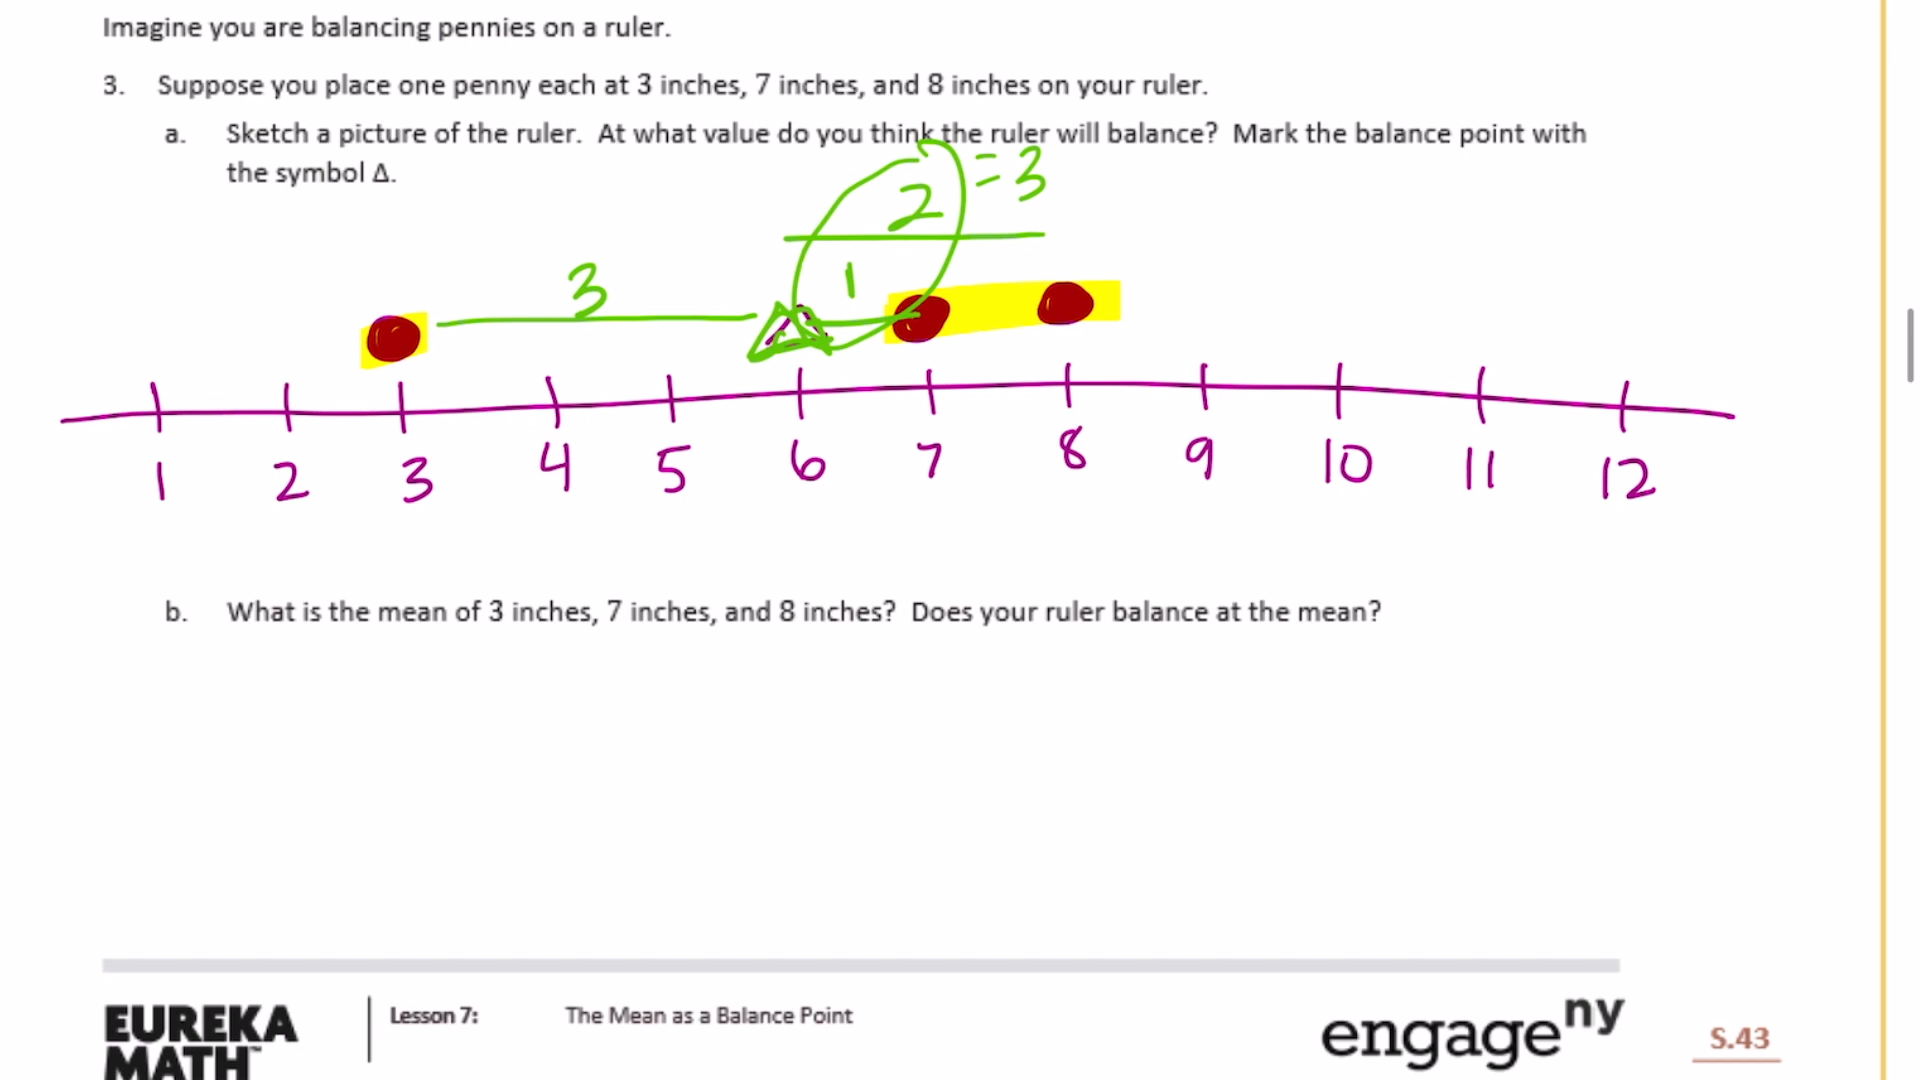 Imagine you are balancing pennies on a ruler.
3. Suppose you place one penny each at 3 inches, 7 inches, and 8 inches on your ruler.
a. Sketch a picture of the ruler. At what value do you think the ruler will balance? Mark the balance point with
the symbol Δ.
2 = 3
3 1
1 2 3 4 5 6 7 8 9 10 11 12
b. What is the mean of 3 inches, 7 inches, and 8 inches? Does your ruler balance at the mean?
EUREKA
MATH™
Lesson 7: The Mean as a Balance Point
engage ny
S.43